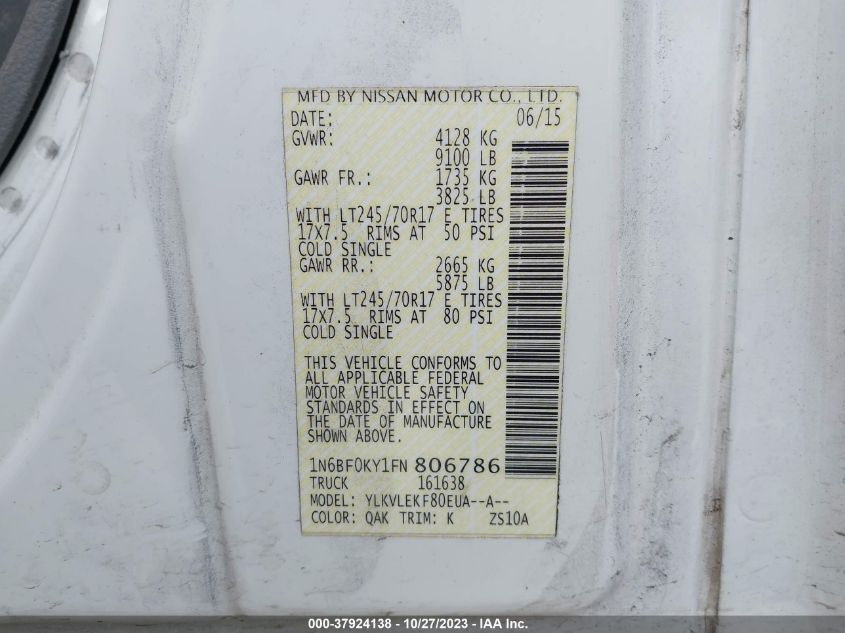 MFD BY NISSAN MOTOR CO., LTD.
DATE: 06/15
GVWR: 4128 KG
9100 LB
GAWR FR.: 1735 KG
3825 LB
WITH LT245/70R17 E TIRES
17X7.5 RIMS AT 50 PSI
COLD SINGLE
GAWR RR.: 2665 KG
5875 LB
WITH LT245/70R17 E TIRES
17X7.5 RIMS AT 80 PSI
COLD SINGLE
THIS VEHICLE CONFORMS TO
ALL APPLICABLE FEDERAL
MOTOR VEHICLE SAFETY
STANDARDS IN EFFECT ON
THE DATE OF MANUFACTURE
SHOWN ABOVE.
1N6BF0KY1FN806786
TRUCK 161638
MODEL: YLKVLEKF80EUA--A--
COLOR: QAK TRIM: K ZS10A
000-37924138 - 10/27/2023 - IAA Inc.